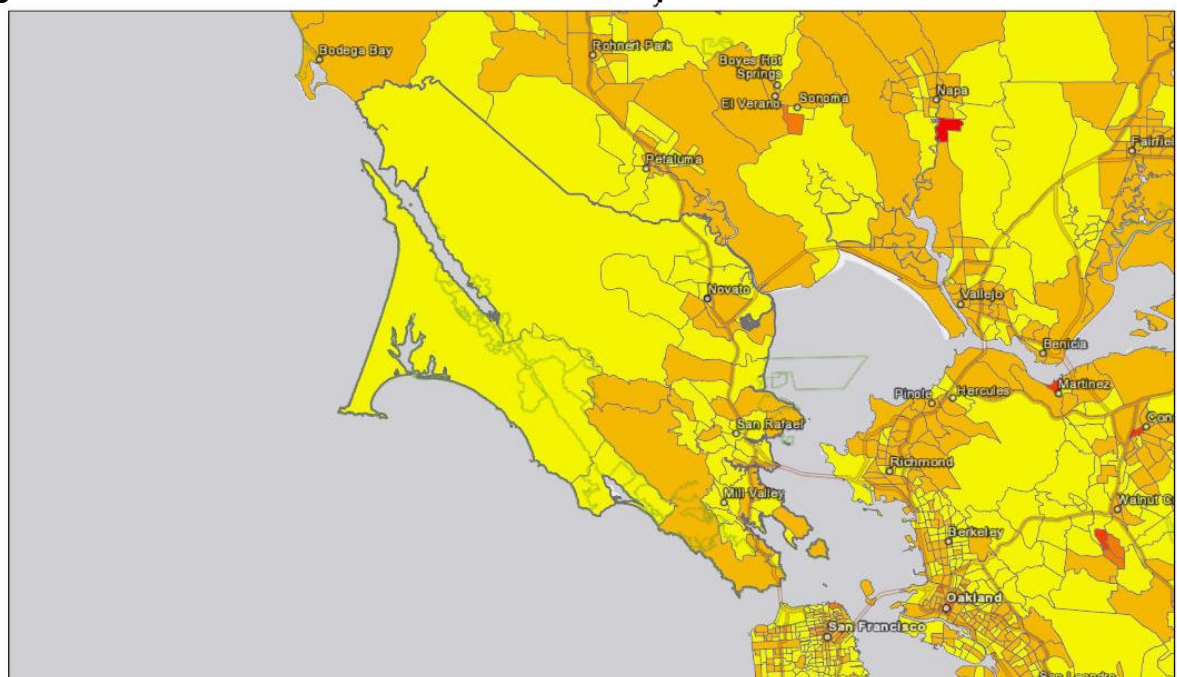 Bodega Bay
Rohnert Park
Boyes Hot
Springs
El Verano
Sonoma
Napa
Petaluma
Novato
Vallejo
Benicia
Martinez
Pinole
Hercules
San Rafael
Richmond
Mill Valley
Berkeley
Oakland
San Francisco